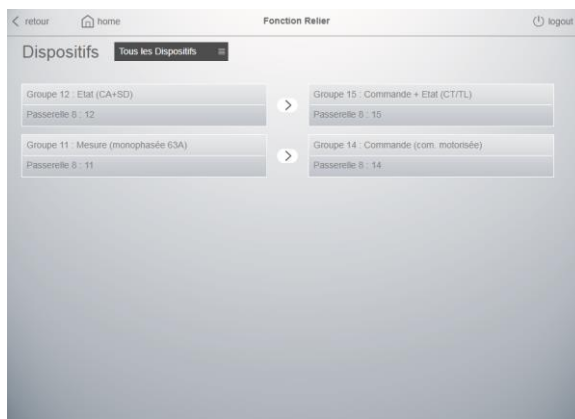 retour home Fonction Relier logout
Dispositifs Tous les Dispositifs
Groupe 12 : Etat (CA+SD) Groupe 15 : Commande + Etat (CT/TL)
Passerelle 8 : 12 Passerelle 8 : 15
Groupe 11 : Mesure (monophasée 63A) Groupe 14 : Commande (com. motorisée)
Passerelle 8 : 11 Passerelle 8 : 14